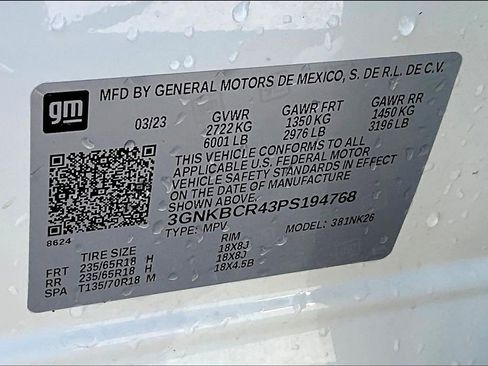 gm
MFD BY GENERAL MOTORS DE MEXICO, S. DE R.L. DE C.V.
03/23 GVWR GAWR FRT GAWR RR
2722 KG 1350 KG 1450 KG
6001 LB 2976 LB 3196 LB
THIS VEHICLE CONFORMS TO ALL
APPLICABLE U.S. FEDERAL MOTOR
VEHICLE SAFETY AND THEFT
PREVENTION STANDARDS IN EFFECT ON
THE DATE OF MANUFACTURE
SHOWN ABOVE.
3GNKBCR43PS194768
8624 TYPE: MPV MODEL: 381NK26
TIRE SIZE RIM
FRT 235/65R18 H 18X8J
RR 235/65R18 H 18X8J
SPA T135/70R18 M 18X4.5B